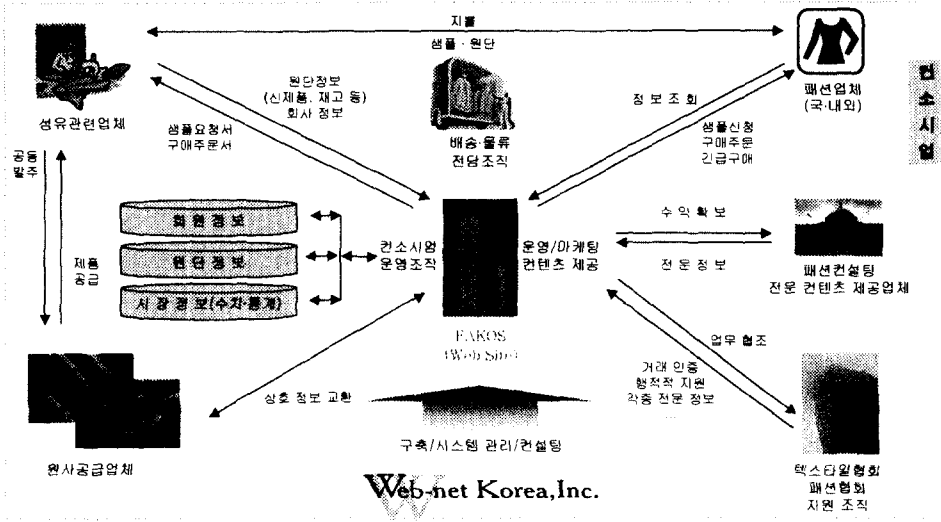 지불
샘플·원단
섬유관련업체
원단정보
(신제품, 재고 등)
회사 정보
샘플요청서
구매주문서
배송·물류
전담조직
정보조회
샘플신청
구매주문
긴급구매
패션업체
(국·내외)
컨소시엄
공동
발주
제품
공급
회원정보
원단정보
시장정보(수치·통계)
컨소시엄
운영조직
운영/마케팅
컨텐츠 제공
FAKOS
(Web Site)
수익확보
전문정보
패션컨설팅
전문 컨텐츠 제공업체
업무 협조
거래 인증
행적적 지원
각종 전문 정보
...
원사공급업체
상호 정보 교환
구축/시스템 관리/컨설팅
Web-net Korea,Inc.
텍스타일협회
패션협회
지원 조직